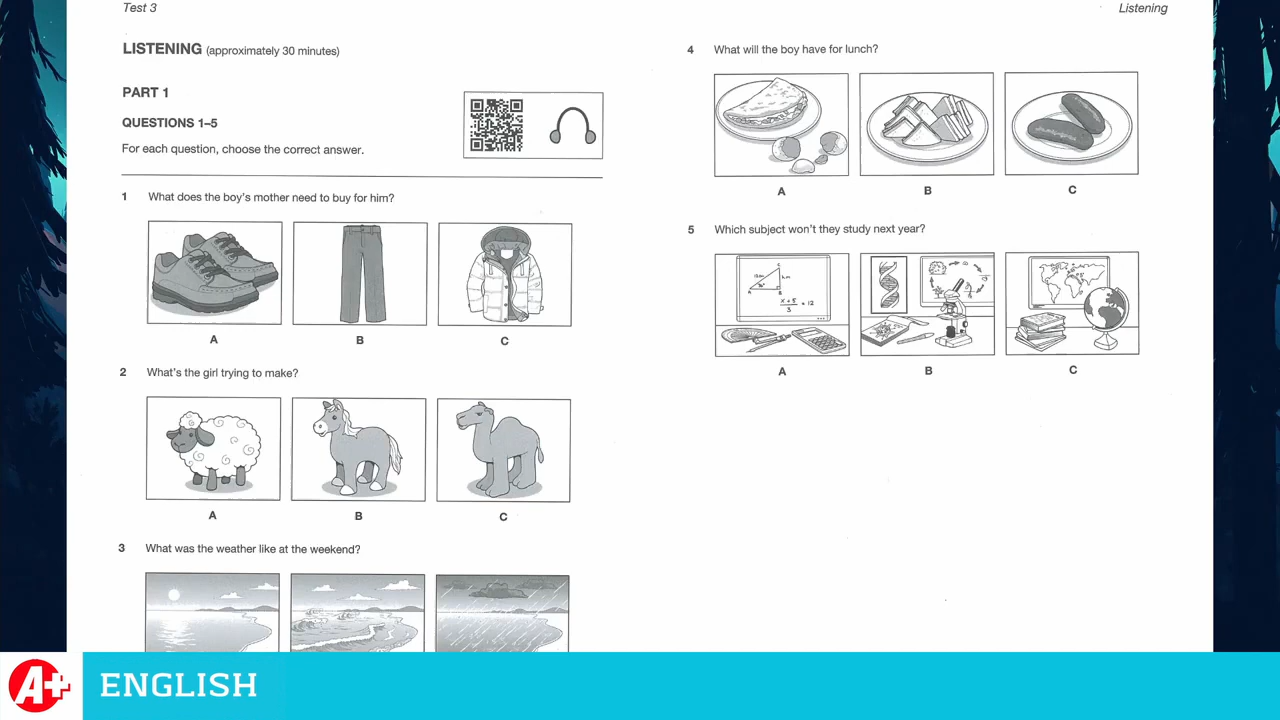 Test 3
Listening
LISTENING (approximately 30 minutes)
PART 1
QUESTIONS 1–5
For each question, choose the correct answer.
1 What does the boy's mother need to buy for him?
A B C
2 What's the girl trying to make?
A B C
3 What was the weather like at the weekend?
4 What will the boy have for lunch?
A B C
5 Which subject won't they study next year?
A B C
A+ ENGLISH